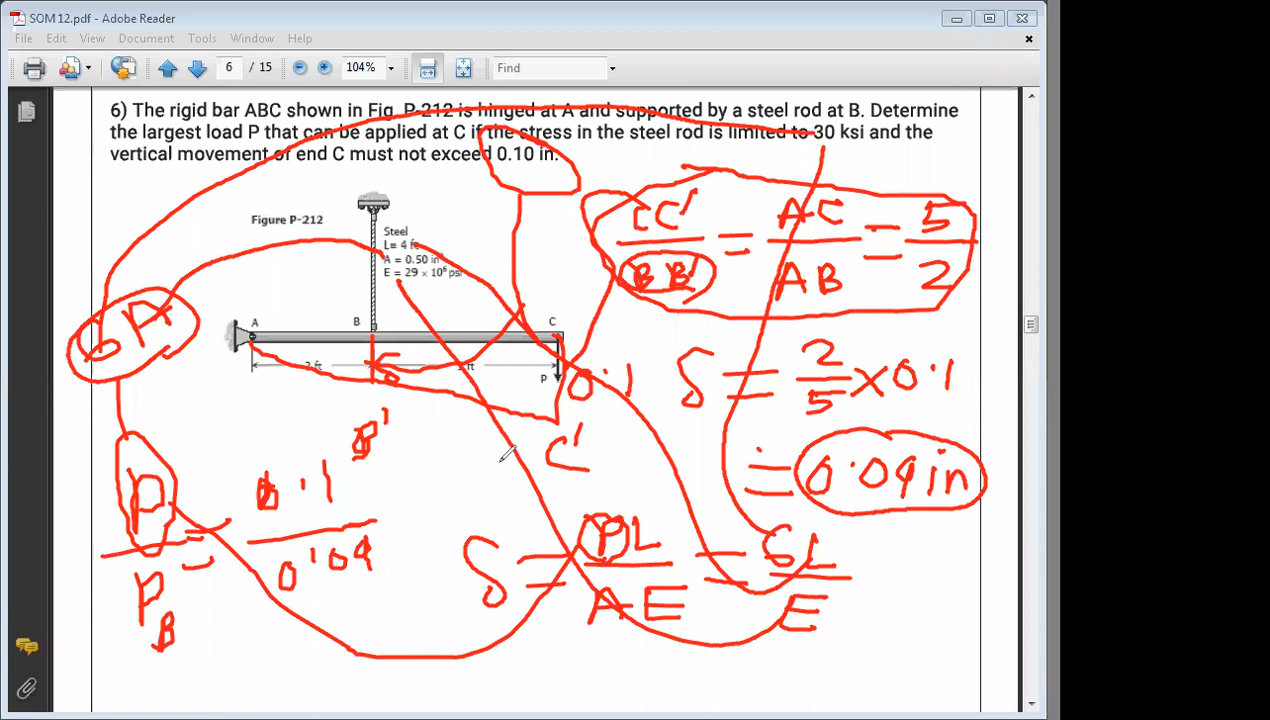 SOM 12.pdf - Adobe Reader
File Edit View Document Tools Window Help
6 / 15 104% Find
6) The rigid bar ABC shown in Fig. P-212 is hinged at A and supported by a steel rod at B. Determine
the largest load P that can be applied at C if the stress in the steel rod is limited to 30 ksi and the
vertical movement of end C must not exceed 0.10 in.
Figure P-212
Steel
L= 4 ft
A = 0.50 in
E = 29 × 10⁶ psi
A B C
2 ft
ft
P
CC' / BB' = AC / AB = 5 / 2
0.1
δ = 2/5 × 0.1
= 0.04 in
B'
C'
P / P_B = 0.1 / 0.04
δ = PL / AE = σL / E